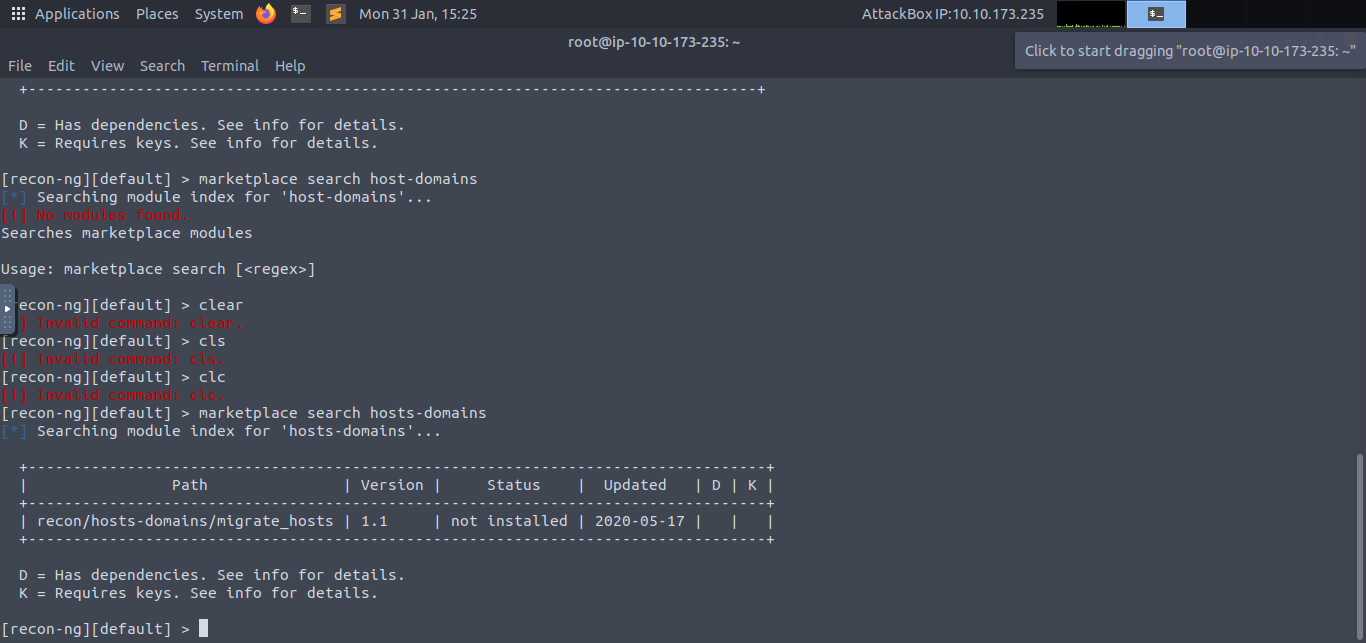 Applications Places System Mon 31 Jan, 15:25 AttackBox IP:10.10.173.235
root@ip-10-10-173-235: ~
Click to start dragging "root@ip-10-10-173-235: ~"
File Edit View Search Terminal Help
+---------------------------------------------------------------------------------+
D = Has dependencies. See info for details.
K = Requires keys. See info for details.
[recon-ng][default] > marketplace search host-domains
[*] Searching module index for 'host-domains'...
[!] No modules found.
Searches marketplace modules
Usage: marketplace search [<regex>]
econ-ng][default] > clear
] Invalid command: clear.
[recon-ng][default] > cls
[!] Invalid command: cls.
[recon-ng][default] > clc
[!] Invalid command: clc.
[recon-ng][default] > marketplace search hosts-domains
[*] Searching module index for 'hosts-domains'...
+----------------------------------------------------------------------------------+
| Path | Version | Status | Updated | D | K |
+----------------------------------------------------------------------------------+
| recon/hosts-domains/migrate_hosts | 1.1 | not installed | 2020-05-17 | | |
+----------------------------------------------------------------------------------+
D = Has dependencies. See info for details.
K = Requires keys. See info for details.
[recon-ng][default] >